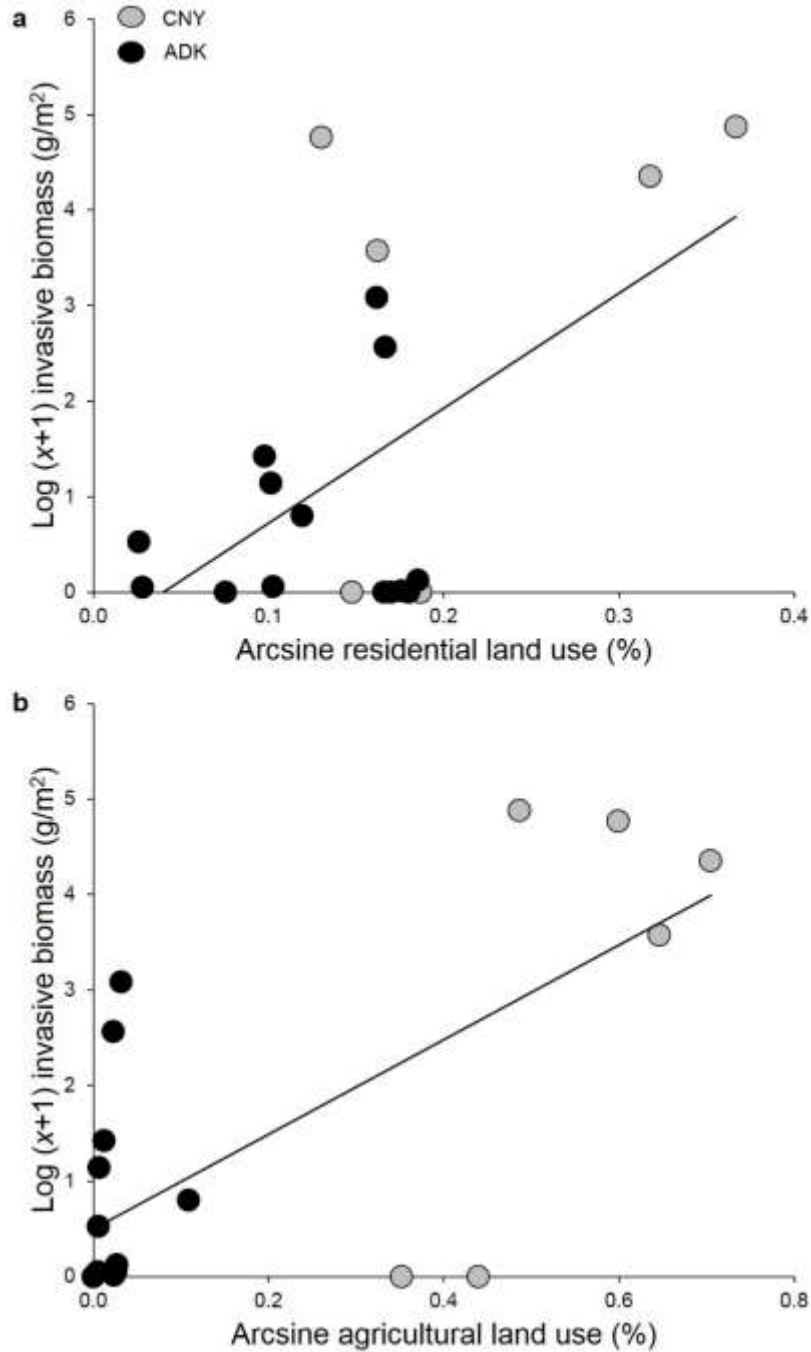 a
CNY
ADK
6
5
4
3
2
1
0
Log (x+1) invasive biomass (g/m²)
0.0 0.1 0.2 0.3 0.4
Arcsine residential land use (%)
b
6
5
4
3
2
1
0
Log (x+1) invasive biomass (g/m²)
0.0 0.2 0.4 0.6 0.8
Arcsine agricultural land use (%)